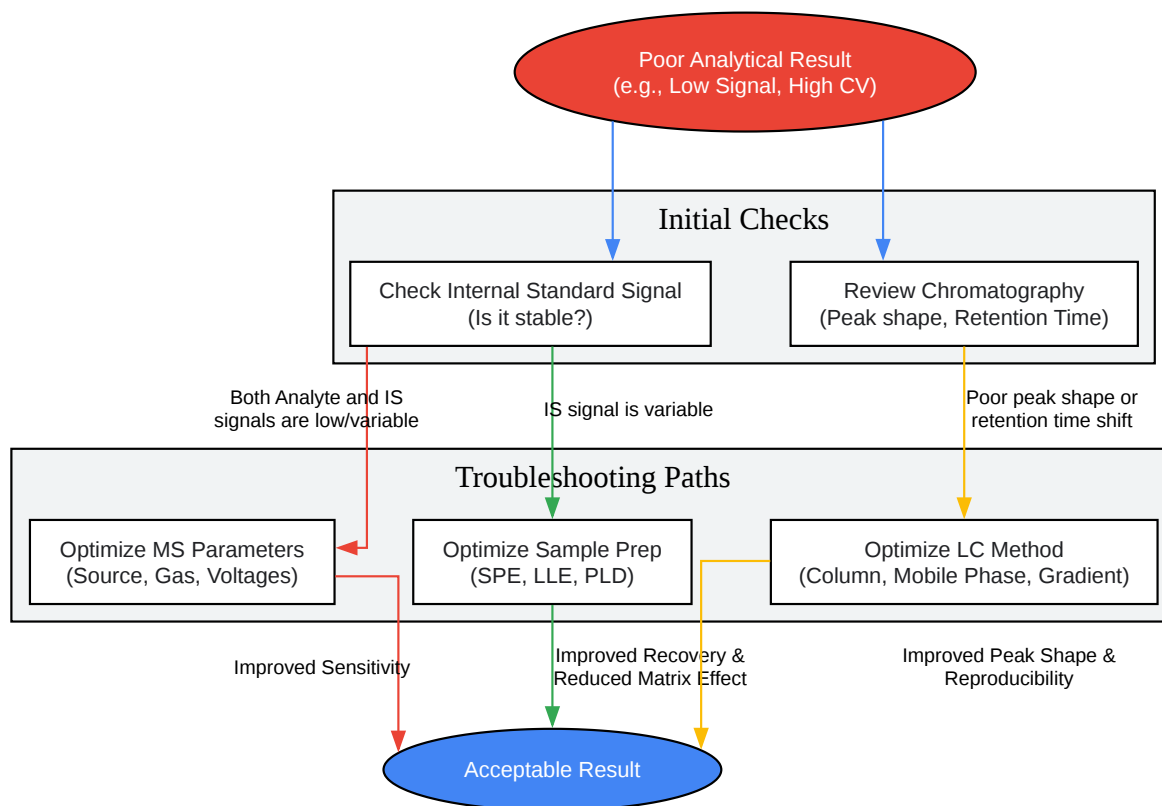 Poor Analytical Result
(e.g., Low Signal, High CV)
Initial Checks
Check Internal Standard Signal
(Is it stable?)
Review Chromatography
(Peak shape, Retention Time)
Both Analyte and IS
signals are low/variable
IS signal is variable
Poor peak shape or
retention time shift
Troubleshooting Paths
Optimize MS Parameters
(Source, Gas, Voltages)
Optimize Sample Prep
(SPE, LLE, PLD)
Optimize LC Method
(Column, Mobile Phase, Gradient)
Improved Sensitivity
Improved Recovery &
Reduced Matrix Effect
Improved Peak Shape &
Reproducibility
Acceptable Result